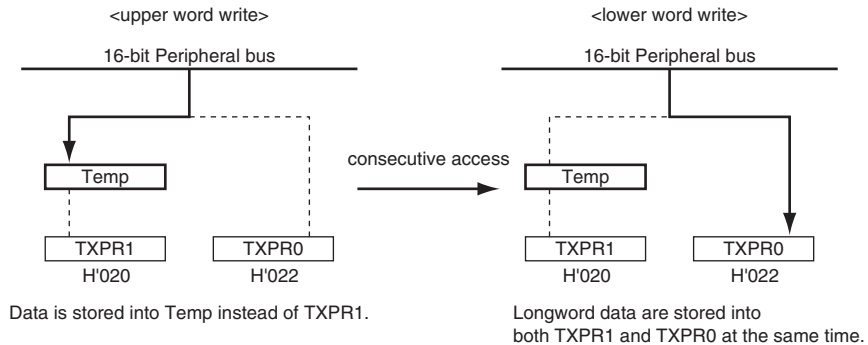 <upper word write>
16-bit Peripheral bus
Temp
TXPR1
TXPR0
H'020
H'022
Data is stored into Temp instead of TXPR1.
consecutive access
<lower word write>
16-bit Peripheral bus
Temp
TXPR1
TXPR0
H'020
H'022
Longword data are stored into
both TXPR1 and TXPR0 at the same time.